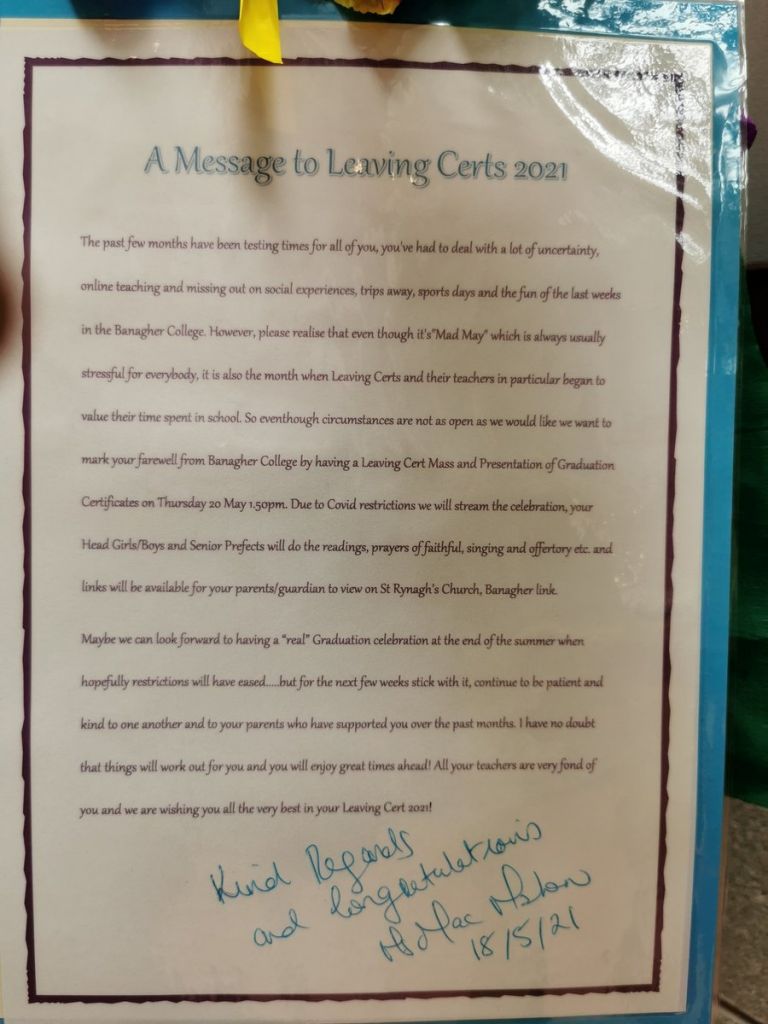 A Message to Leaving Certs 2021
The past few months have been testing times for all of you, you've had to deal with a lot of uncertainty,
online teaching and missing out on social experiences, trips away, sports days and the fun of the last weeks
in the Banagher College. However, please realise that even though it's"Mad May" which is always usually
stressful for everybody, it is also the month when Leaving Certs and their teachers in particular began to
value their time spent in school. So eventhough circumstances are not as open as we would like we want to
mark your farewell from Banagher College by having a Leaving Cert Mass and Presentation of Graduation
Certificates on Thursday 20 May 1.50pm. Due to Covid restrictions we will stream the celebration, your
Head Girls/Boys and Senior Prefects will do the readings, prayers of faithful, singing and offertory etc. and
links will be available for your parents/guardian to view on St Rynagh's Church, Banagher link.
Maybe we can look forward to having a "real" Graduation celebration at the end of the summer when
hopefully restrictions will have eased.....but for the next few weeks stick with it, continue to be patient and
kind to one another and to your parents who have supported you over the past months. I have no doubt
that things will work out for you and you will enjoy great times ahead! All your teachers are very fond of
you and we are wishing you all the very best in your Leaving Cert 2021!
Kind Regards
and Congratulations
Ms Mac
18/5/21